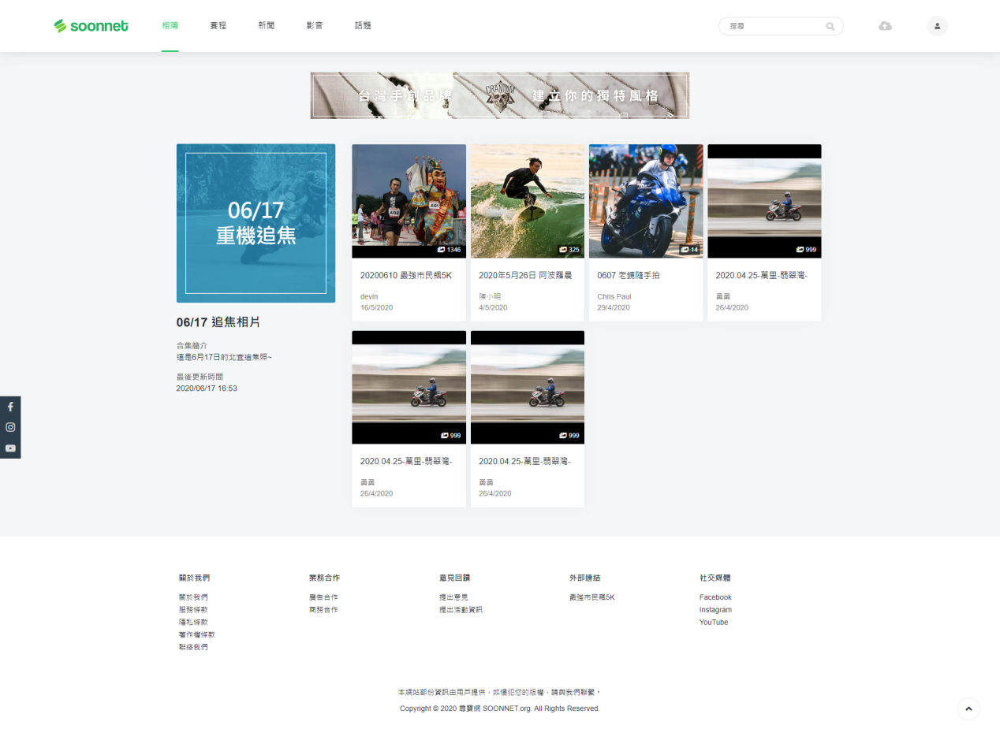 soonnet
相簿
賽程
新聞
影音
話題
搜尋
台灣手創品牌
CRANIUM
建立你的獨特風格
06/17
重機追焦
06/17 追焦相片
合集簡介
這是6月17日的北宜追焦照~
最後更新時間
2020/06/17 16:53
A02
A01
1346
20200610 最強市民飆5K
devin
16/5/2020
325
2020年5月26日 阿波羅晨
陳小明
4/5/2020
14
0607 老鏡隨手拍
Chris Paul
29/4/2020
999
2020.04.25-萬里-翡翠灣-
黃黃
26/4/2020
999
2020.04.25-萬里-翡翠灣-
黃黃
26/4/2020
999
2020.04.25-萬里-翡翠灣-
黃黃
26/4/2020
關於我們
關於我們
服務條款
隱私條款
著作權條款
聯絡我們
業務合作
廣告合作
商務合作
意見回饋
提出意見
提出活動資訊
外部連結
最強市民飆5K
社交媒體
Facebook
Instagram
YouTube
本網站部份資訊由用戶提供，如侵犯您的版權，請與我們聯繫。
Copyright © 2020 尋寶網 SOONNET.org. All Rights Reserved.